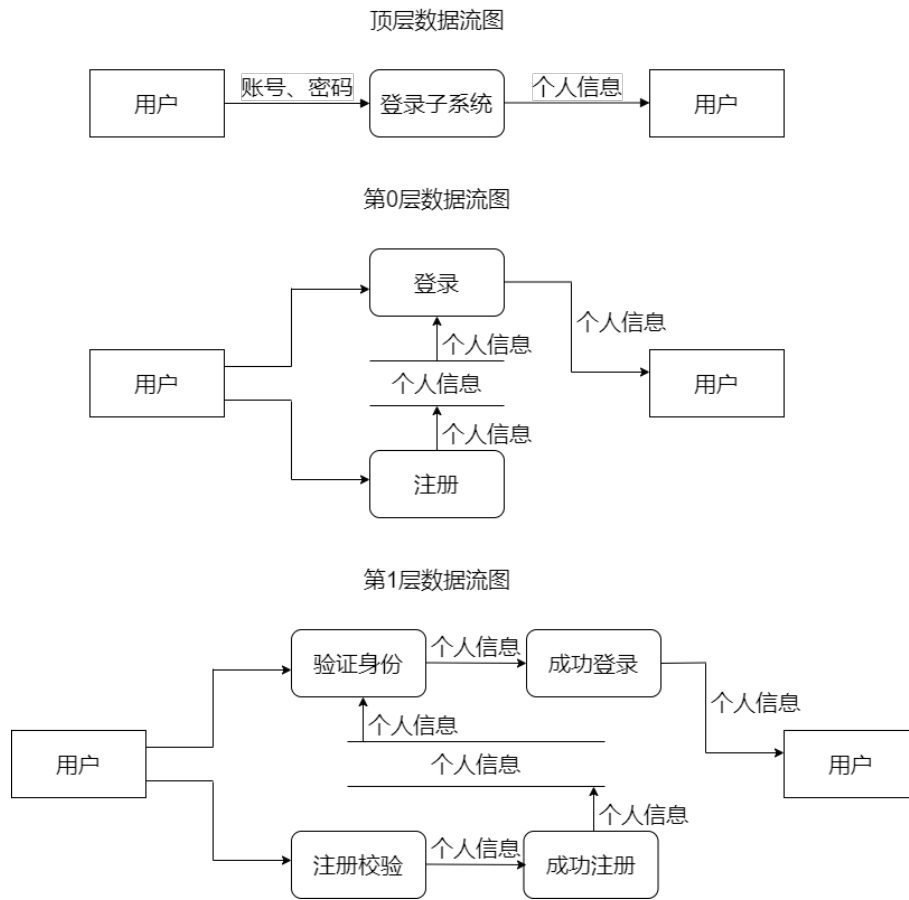 顶层数据流图
用户
账号、密码
登录子系统
个人信息
用户
第0层数据流图
登录
个人信息
个人信息
用户
个人信息
用户
个人信息
注册
第1层数据流图
验证身份
个人信息
成功登录
个人信息
个人信息
用户
个人信息
用户
个人信息
注册校验
个人信息
成功注册